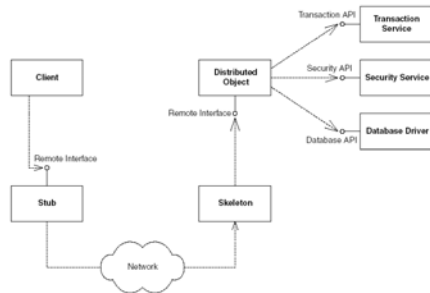 Transaction API
Transaction
Service
Client
Distributed
Object
Security API
Security Service
Remote Interface
Database API
Database Driver
Remote Interface
Stub
Skeleton
Network